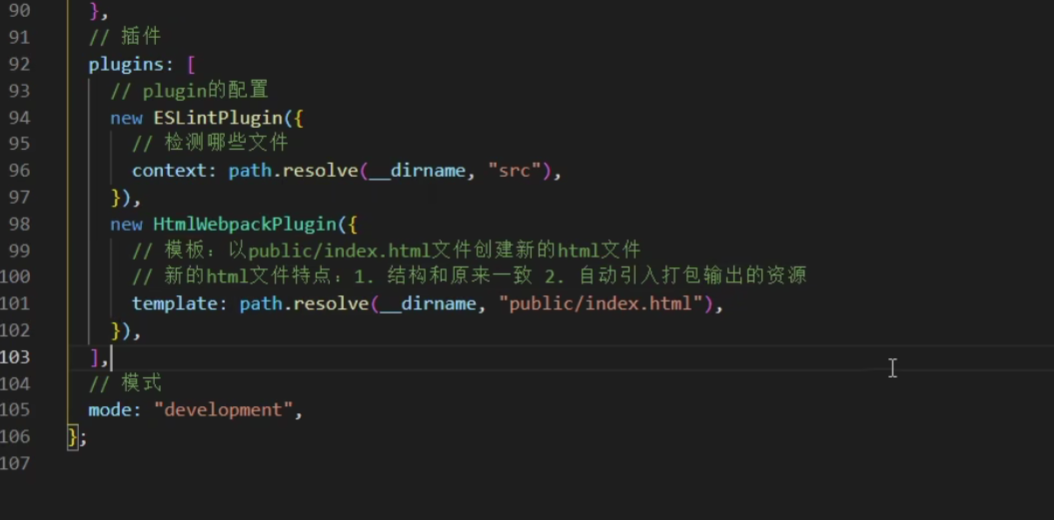 90 },
91 // 插件
92 plugins: [
93 // plugin的配置
94 new ESLintPlugin({
95 // 检测哪些文件
96 context: path.resolve(__dirname, "src"),
97 }),
98 new HtmlWebpackPlugin({
99 // 模板：以public/index.html文件创建新的html文件
100 // 新的html文件特点：1. 结构和原来一致 2. 自动引入打包输出的资源
101 template: path.resolve(__dirname, "public/index.html"),
102 }),
103 ],
104 // 模式
105 mode: "development",
106 };
107